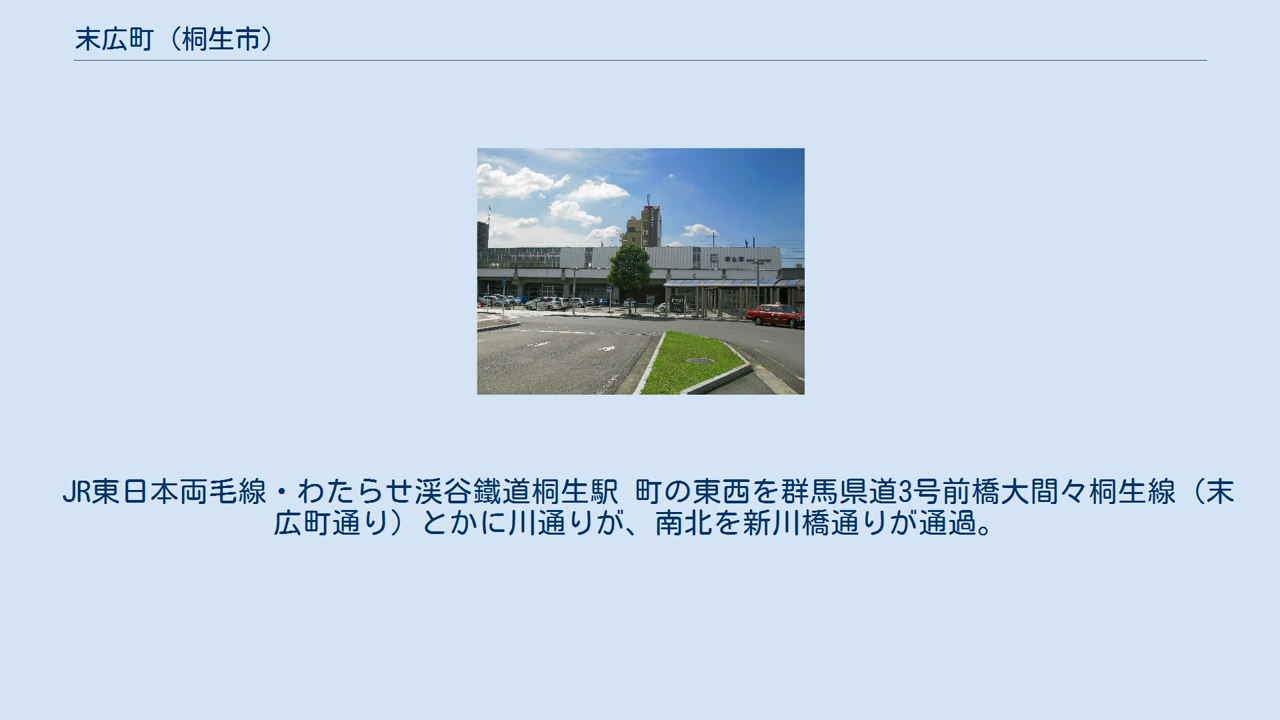 末広町（桐生市）
JR東日本両毛線・わたらせ渓谷鐵道桐生駅 町の東西を群馬県道3号前橋大間々桐生線（末
広町通り）とかに川通りが、南北を新川橋通りが通過。